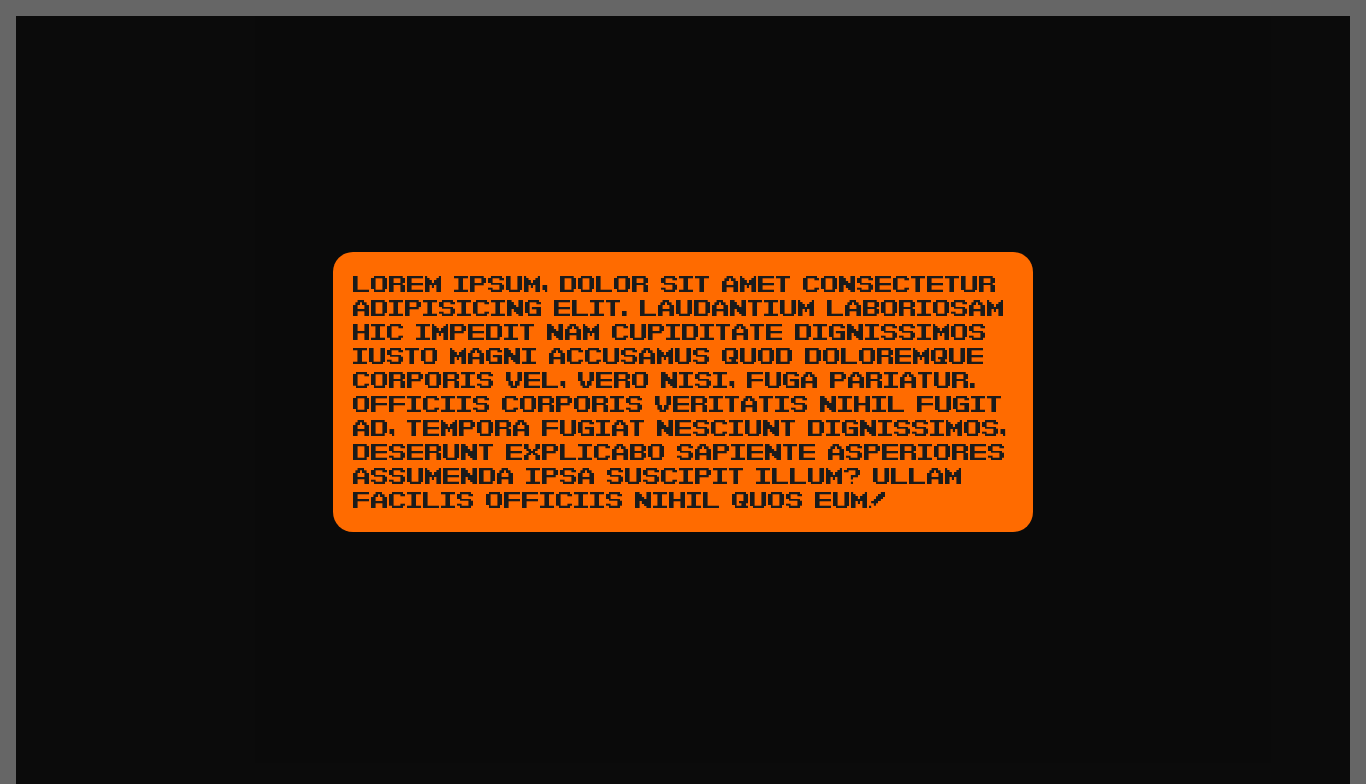 LOREM IPSUM, DOLOR SIT AMET CONSECTETUR
ADIPISICING ELIT. LAUDANTIUM LABORIOSAM
HIC IMPEDIT NAM CUPIDITATE DIGNISSIMOS
IUSTO MAGNI ACCUSAMUS QUOD DOLOREMQUE
CORPORIS VEL, VERO NISI, FUGA PARIATUR.
OFFICIIS CORPORIS VERITATIS NIHIL FUGIT
AD, TEMPORA FUGIAT NESCIUNT DIGNISSIMOS,
DESERUNT EXPLICABO SAPIENTE ASPERIORES
ASSUMENDA IPSA SUSCIPIT ILLUM? ULLAM
FACILIS OFFICIIS NIHIL QUOS EUM./